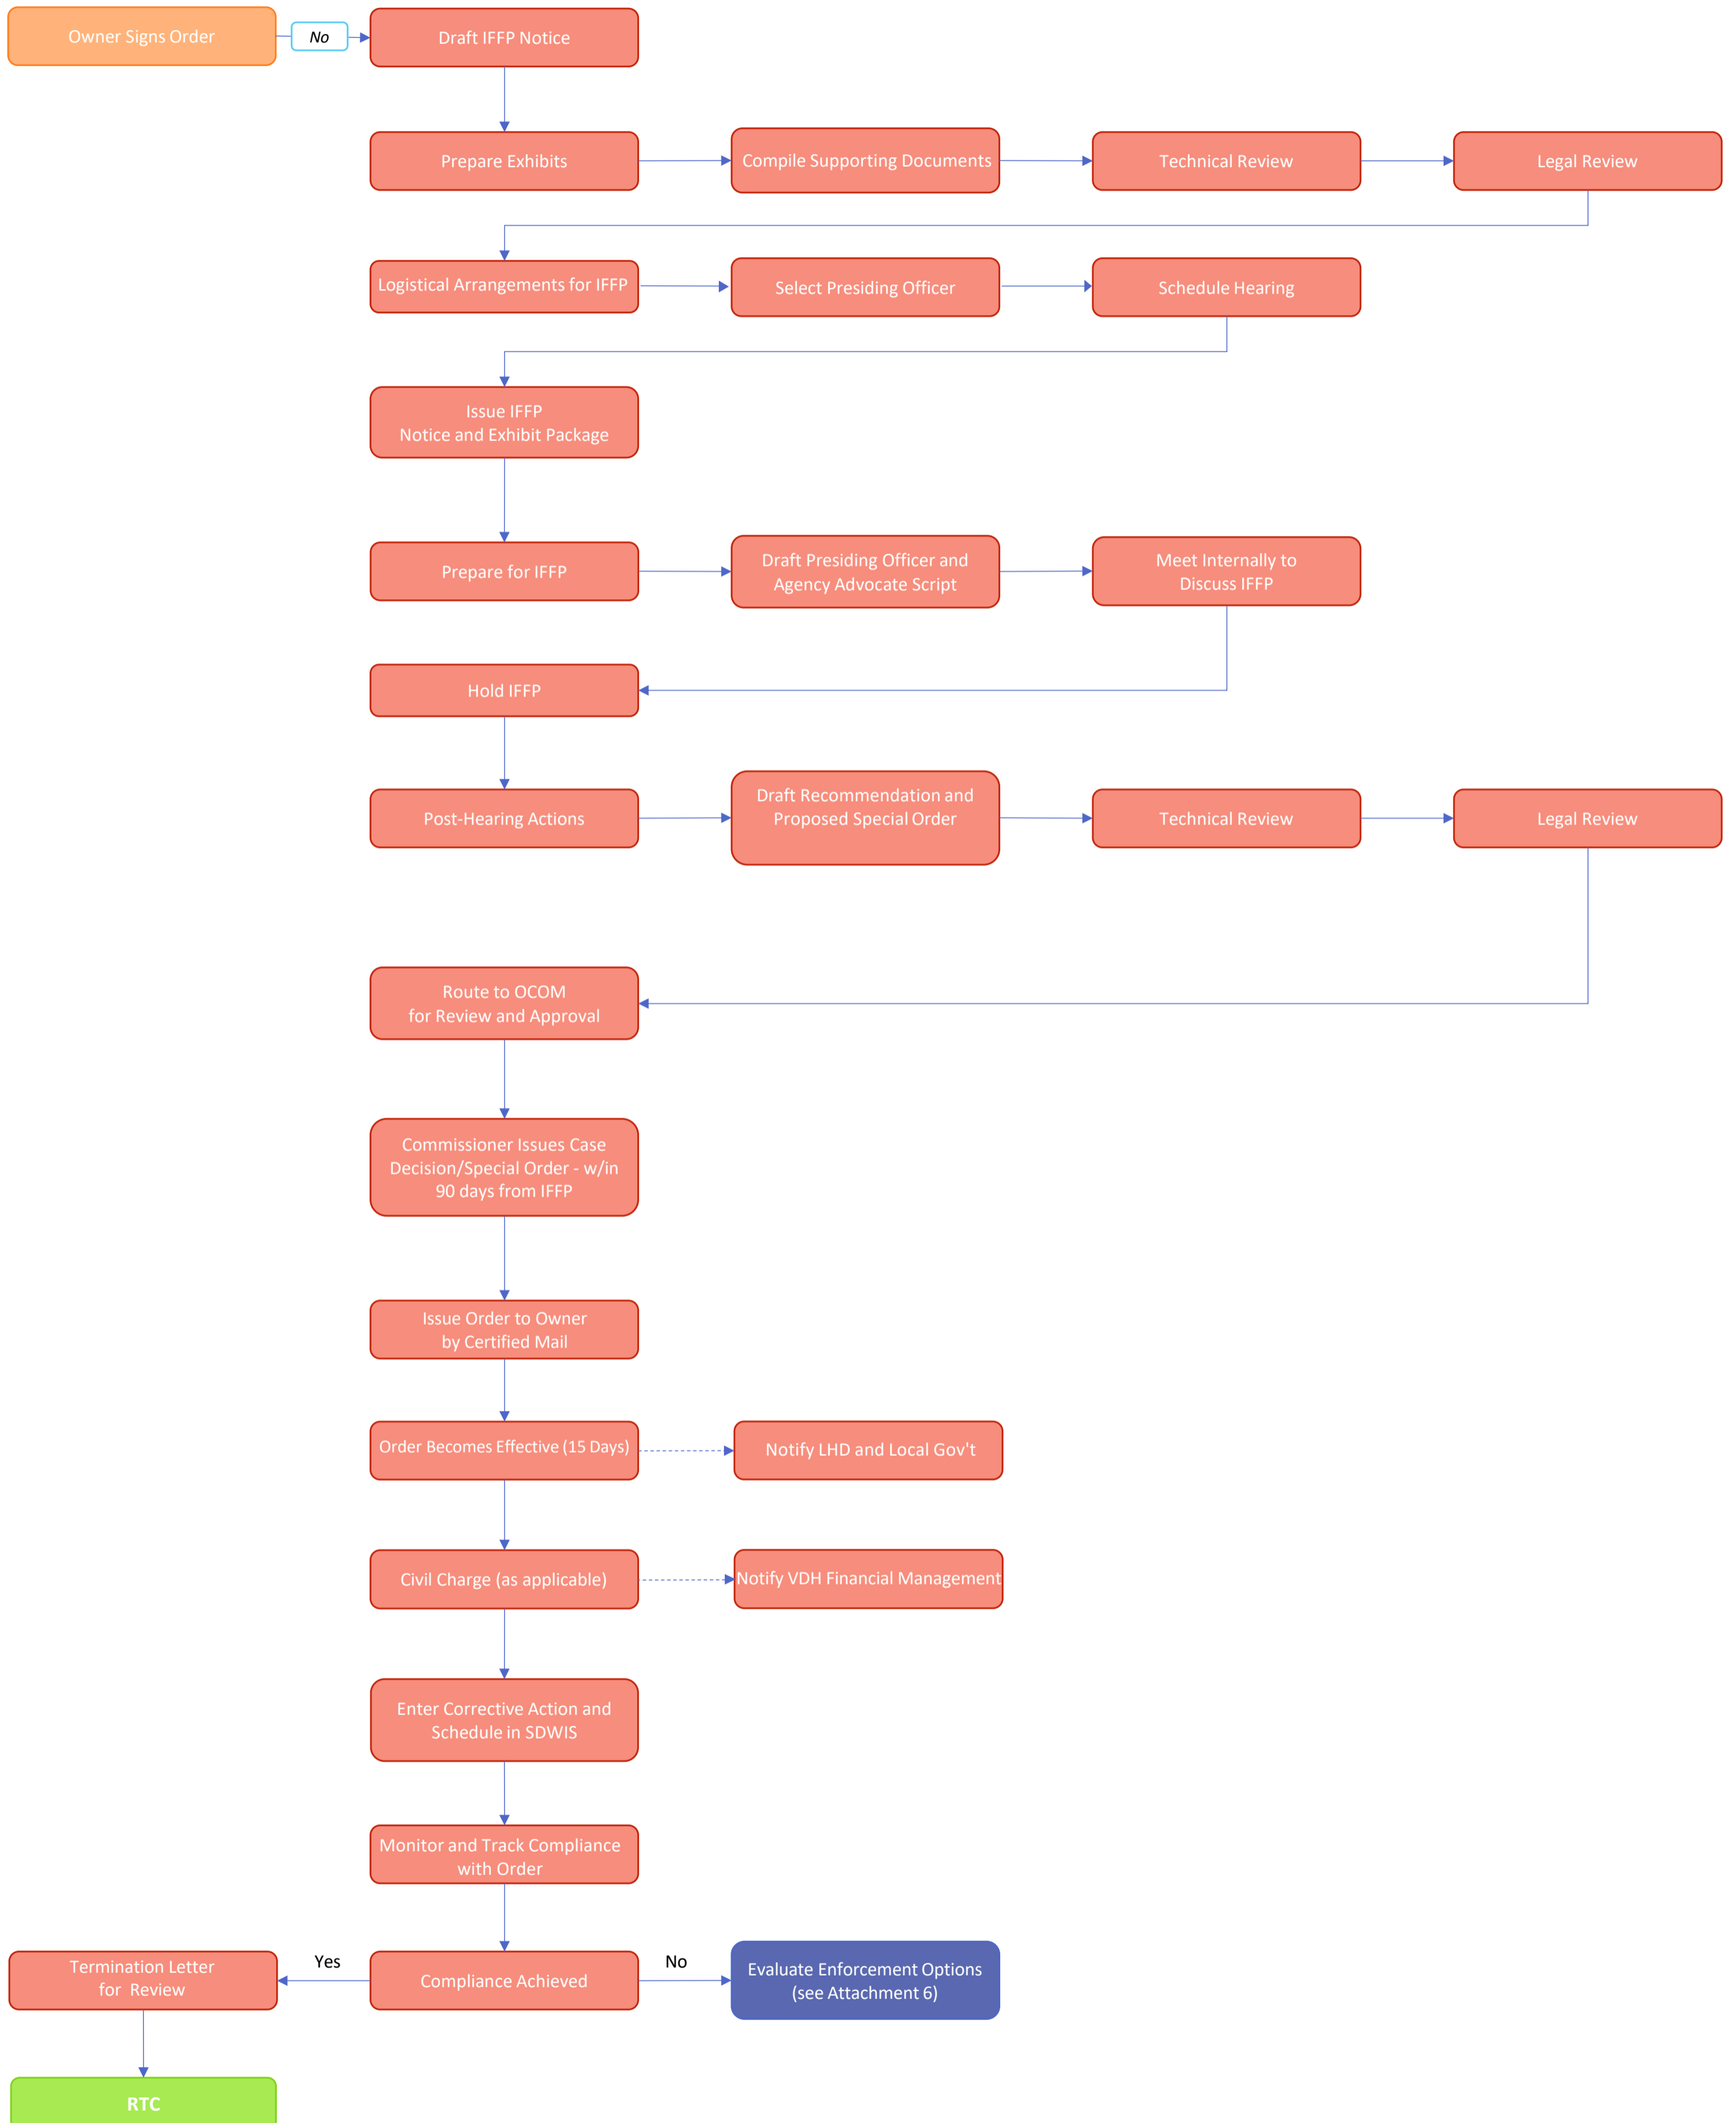 Owner Signs Order
No
Draft IFFP Notice
Prepare Exhibits
Compile Supporting Documents
Technical Review
Legal Review
Logistical Arrangements for IFFP
Select Presiding Officer
Schedule Hearing
Issue IFFP
Notice and Exhibit Package
Prepare for IFFP
Draft Presiding Officer and
Agency Advocate Script
Meet Internally to
Discuss IFFP
Hold IFFP
Post-Hearing Actions
Draft Recommendation and
Proposed Special Order
Technical Review
Legal Review
Route to OCOM
for Review and Approval
Commissioner Issues Case
Decision/Special Order - w/in
90 days from IFFP
Issue Order to Owner
by Certified Mail
Order Becomes Effective (15 Days)
Notify LHD and Local Gov't
Civil Charge (as applicable)
Notify VDH Financial Management
Enter Corrective Action and
Schedule in SDWIS
Monitor and Track Compliance
with Order
Termination Letter
for Review
Yes
Compliance Achieved
No
Evaluate Enforcement Options
(see Attachment 6)
RTC